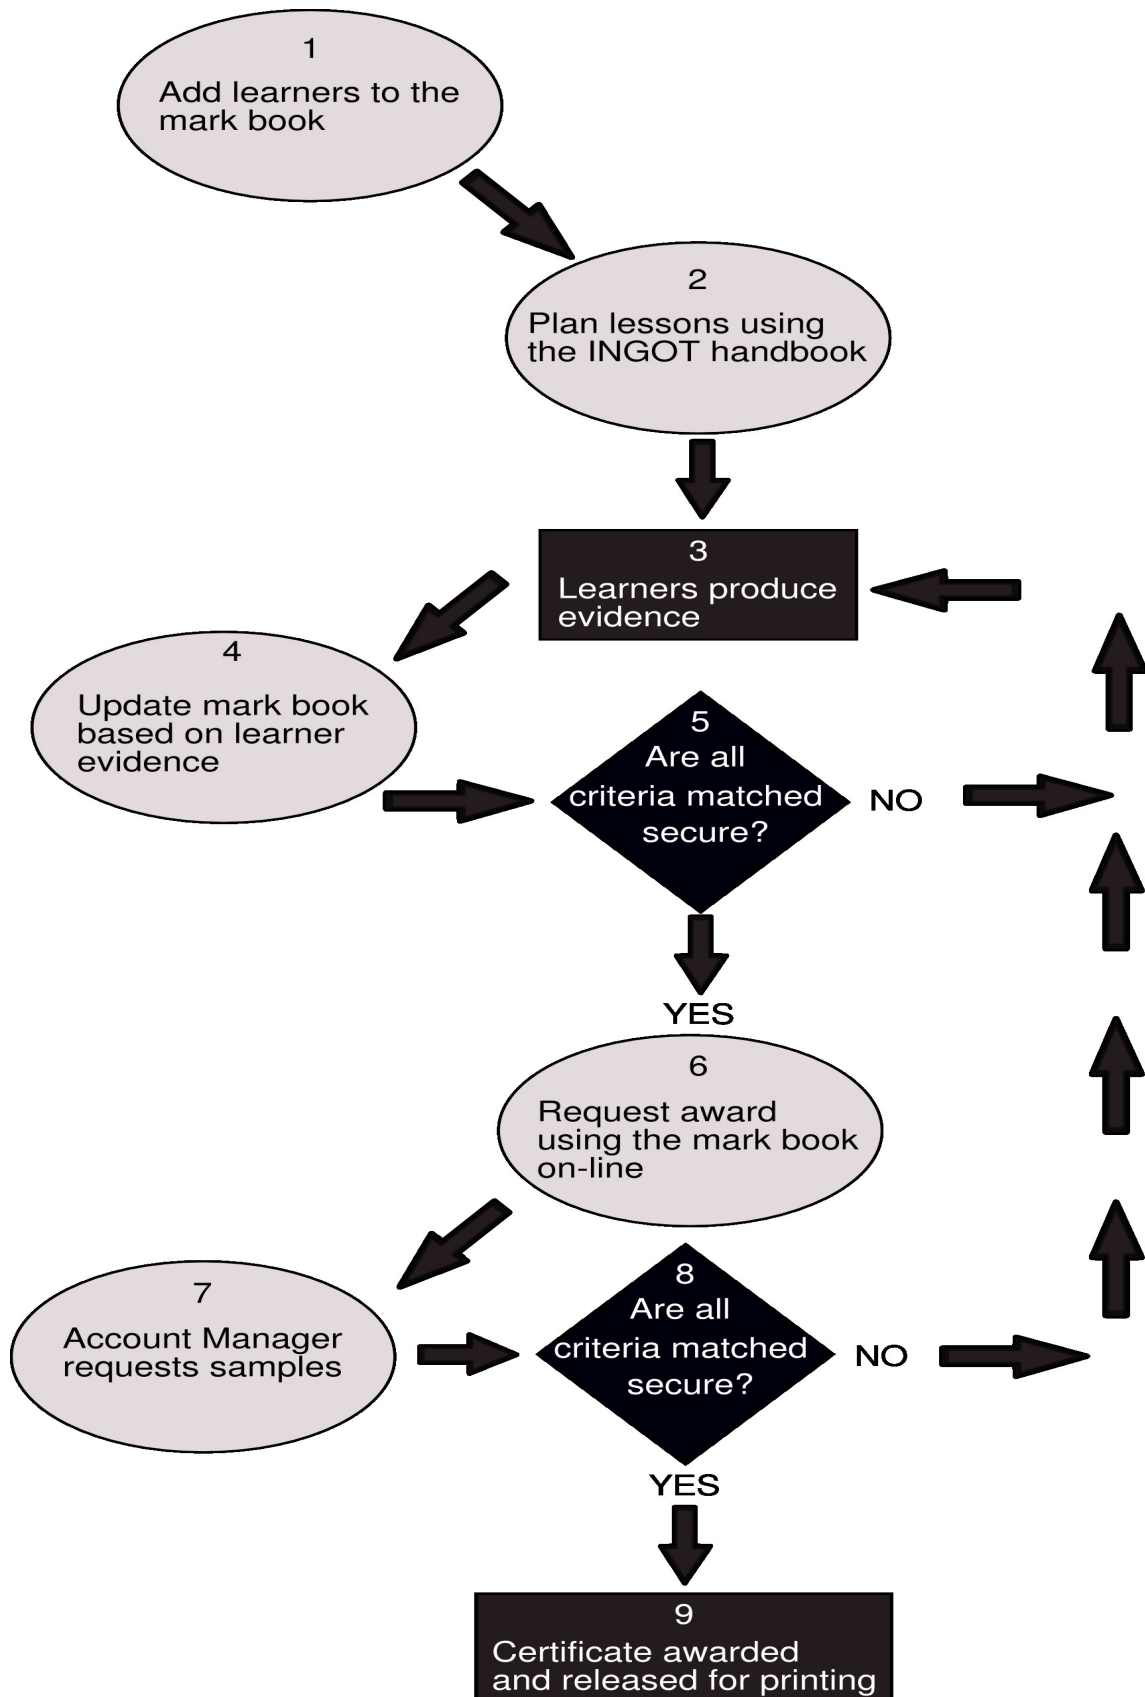 1
Add learners to the
mark book
2
Plan lessons using
the INGOT handbook
3
Learners produce
evidence
4
Update mark book
based on learner
evidence
5
Are all
criteria matched
secure?
NO
YES
6
Request award
using the mark book
on-line
7
Account Manager
requests samples
8
Are all
criteria matched
secure?
NO
YES
9
Certificate awarded
and released for printing